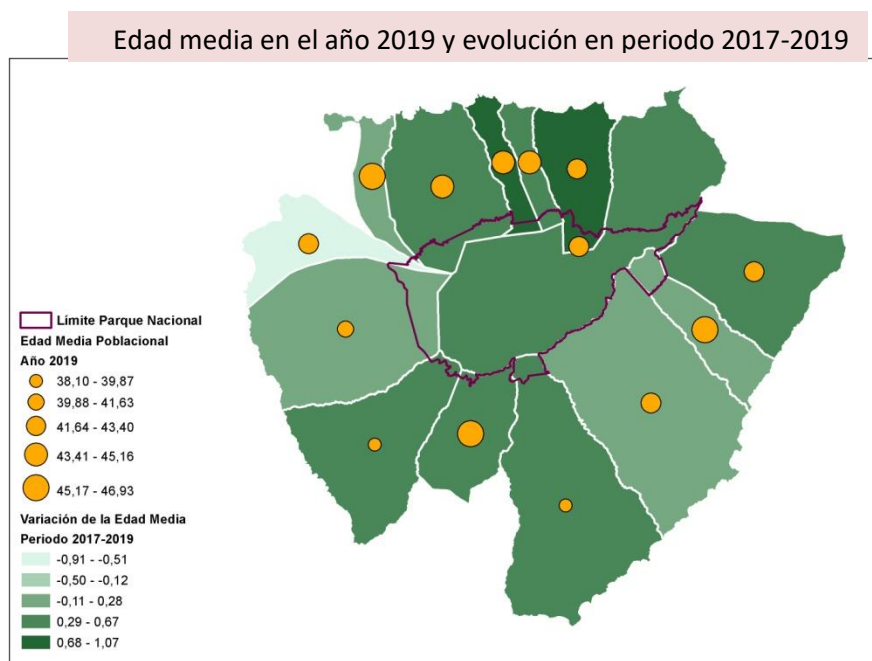 Edad media en el año 2019 y evolución en periodo 2017-2019
Límite Parque Nacional
Edad Media Poblacional
Año 2019
38,10 - 39,87
39,88 - 41,63
41,64 - 43,40
43,41 - 45,16
45,17 - 46,93
Variación de la Edad Media
Periodo 2017-2019
-0,91 - -0,51
-0,50 - -0,12
-0,11 - 0,28
0,29 - 0,67
0,68 - 1,07